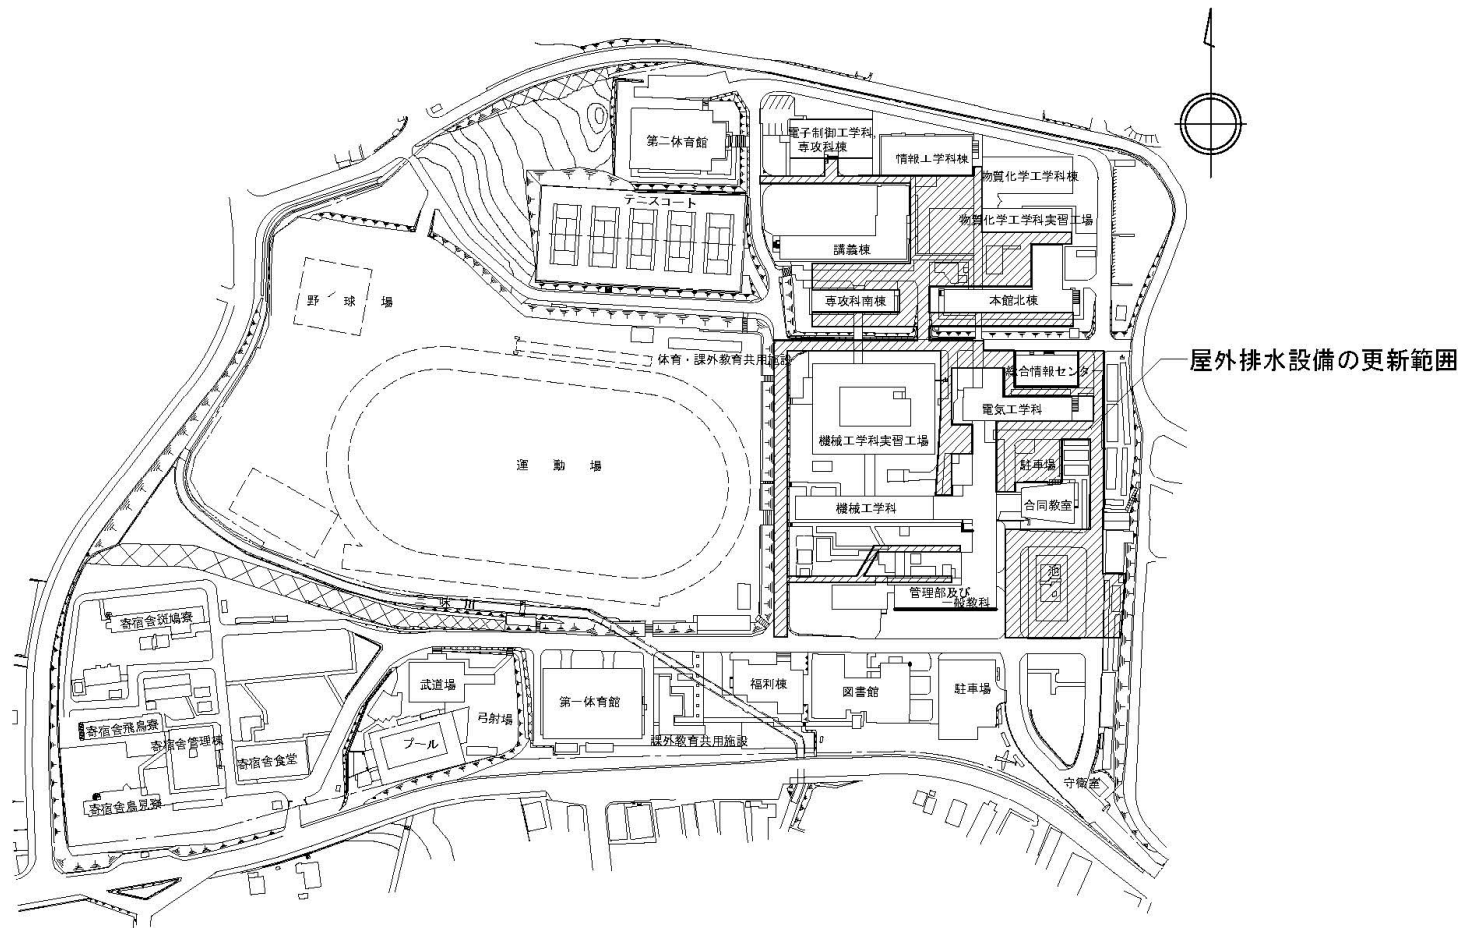 第二体育館
電子制御工学科,
専攻科棟
情報工学科棟
物質化学工学科棟
テニスコート
物質化学工学科実習工場
講義棟
野球場
専攻科南棟
本館北棟
体育・課外教育共用施設
総合情報センター
屋外排水設備の更新範囲
電気工学科
機械工学科実習工場
運動場
駐車場
機械工学科
合同教室
池
管理部及び
一般教科
寄宿舎斑鳩寮
武道場
福利棟
図書館
駐車場
第一体育館
弓射場
寄宿舎飛鳥寮
寄宿舎管理棟
プール
課外教育共用施設
寄宿舎食堂
守衛室
寄宿舎鳥見寮